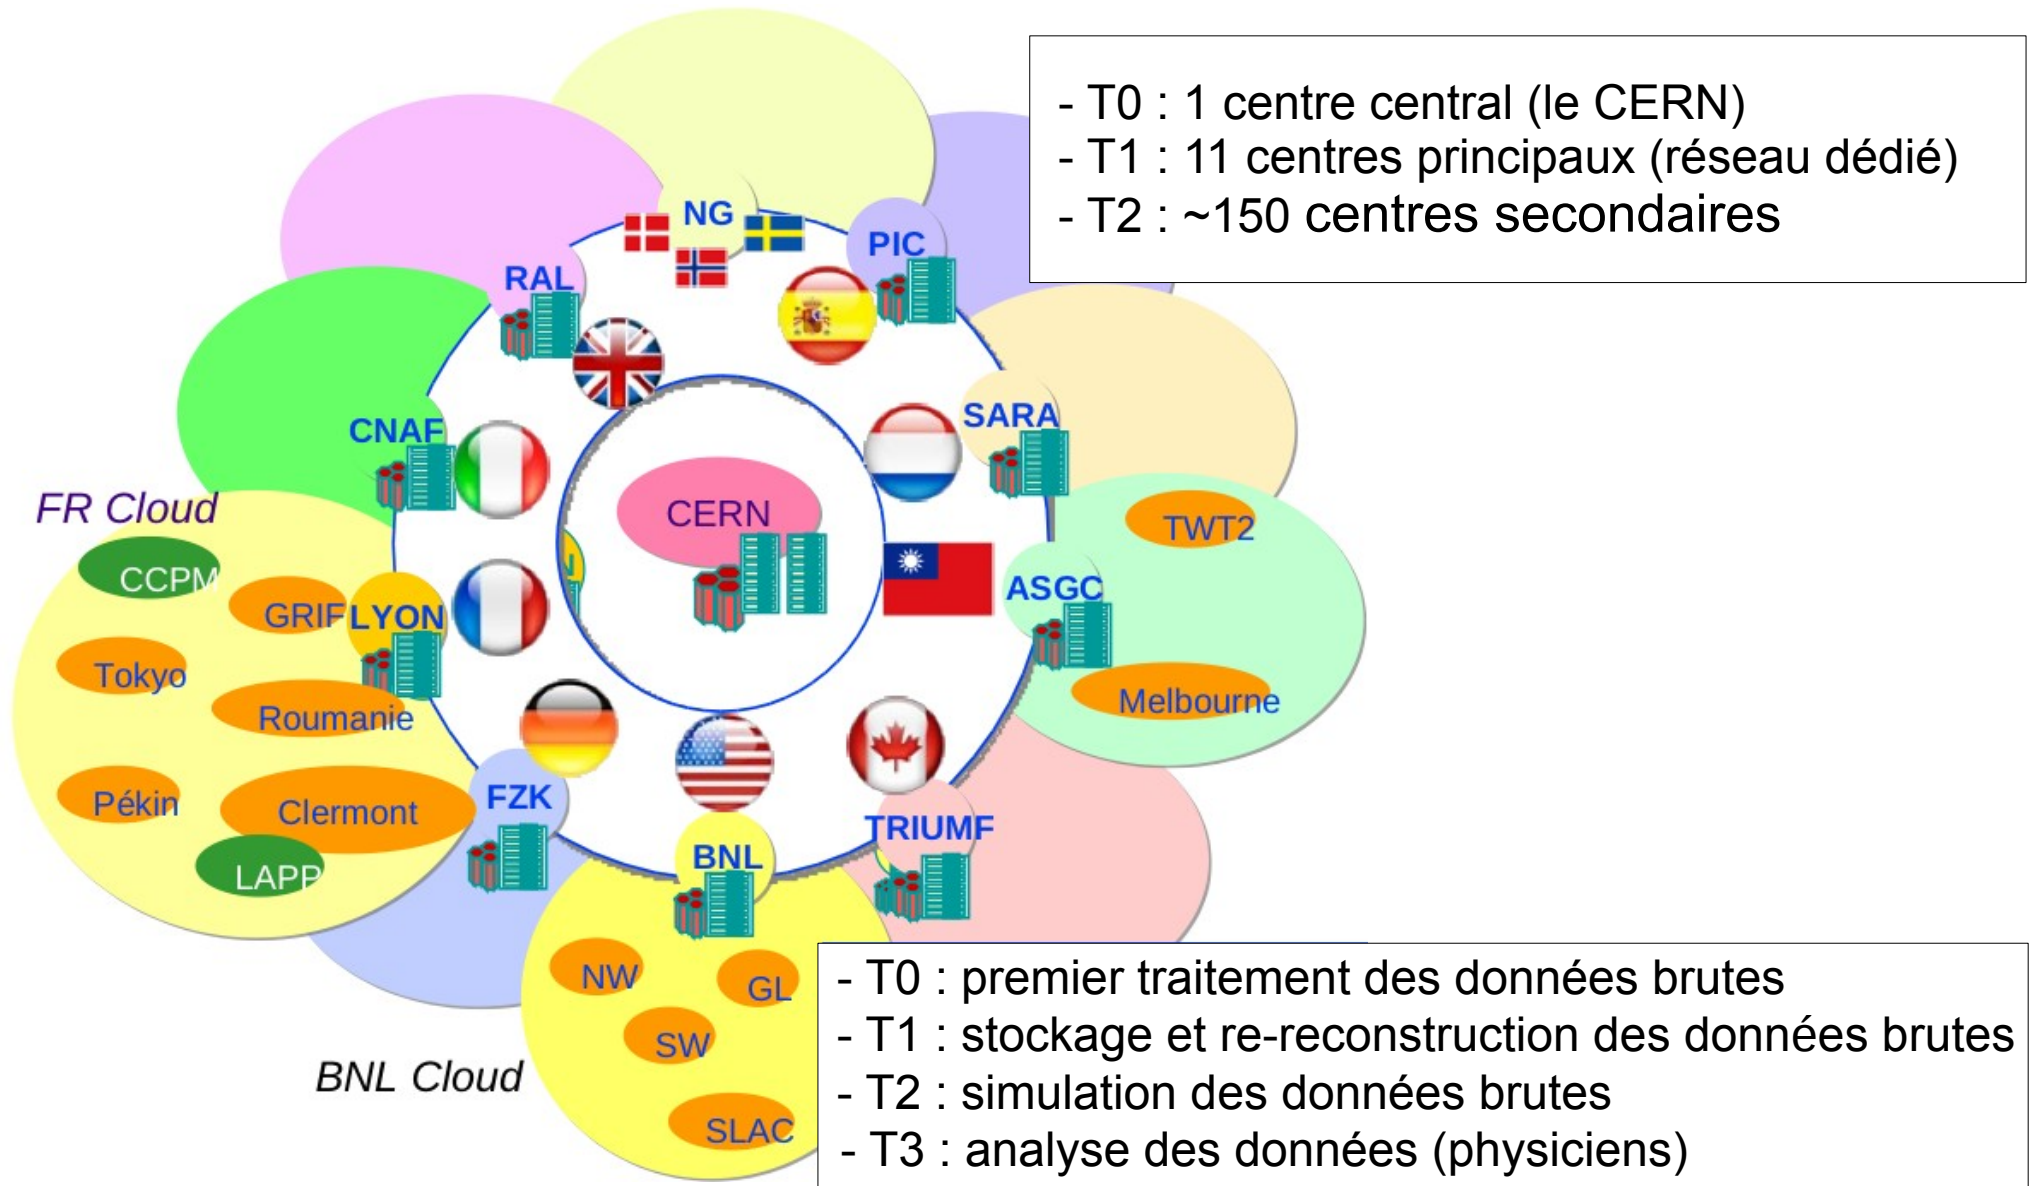 - T0 : 1 centre central (le CERN)
- T1 : 11 centres principaux (réseau dédié)
- T2 : ~150 centres secondaires
NG
PIC
RAL
SARA
CNAF
FR Cloud
CERN
TWT2
CCPM
ASGC
GRIF
LYON
Tokyo
Melbourne
Roumanie
Pékin
Clermont
FZK
TRIUMF
BNL
LAPP
NW
GL
SW
BNL Cloud
SLAC
- T0 : premier traitement des données brutes
- T1 : stockage et re-reconstruction des données brutes
- T2 : simulation des données brutes
- T3 : analyse des données (physiciens)